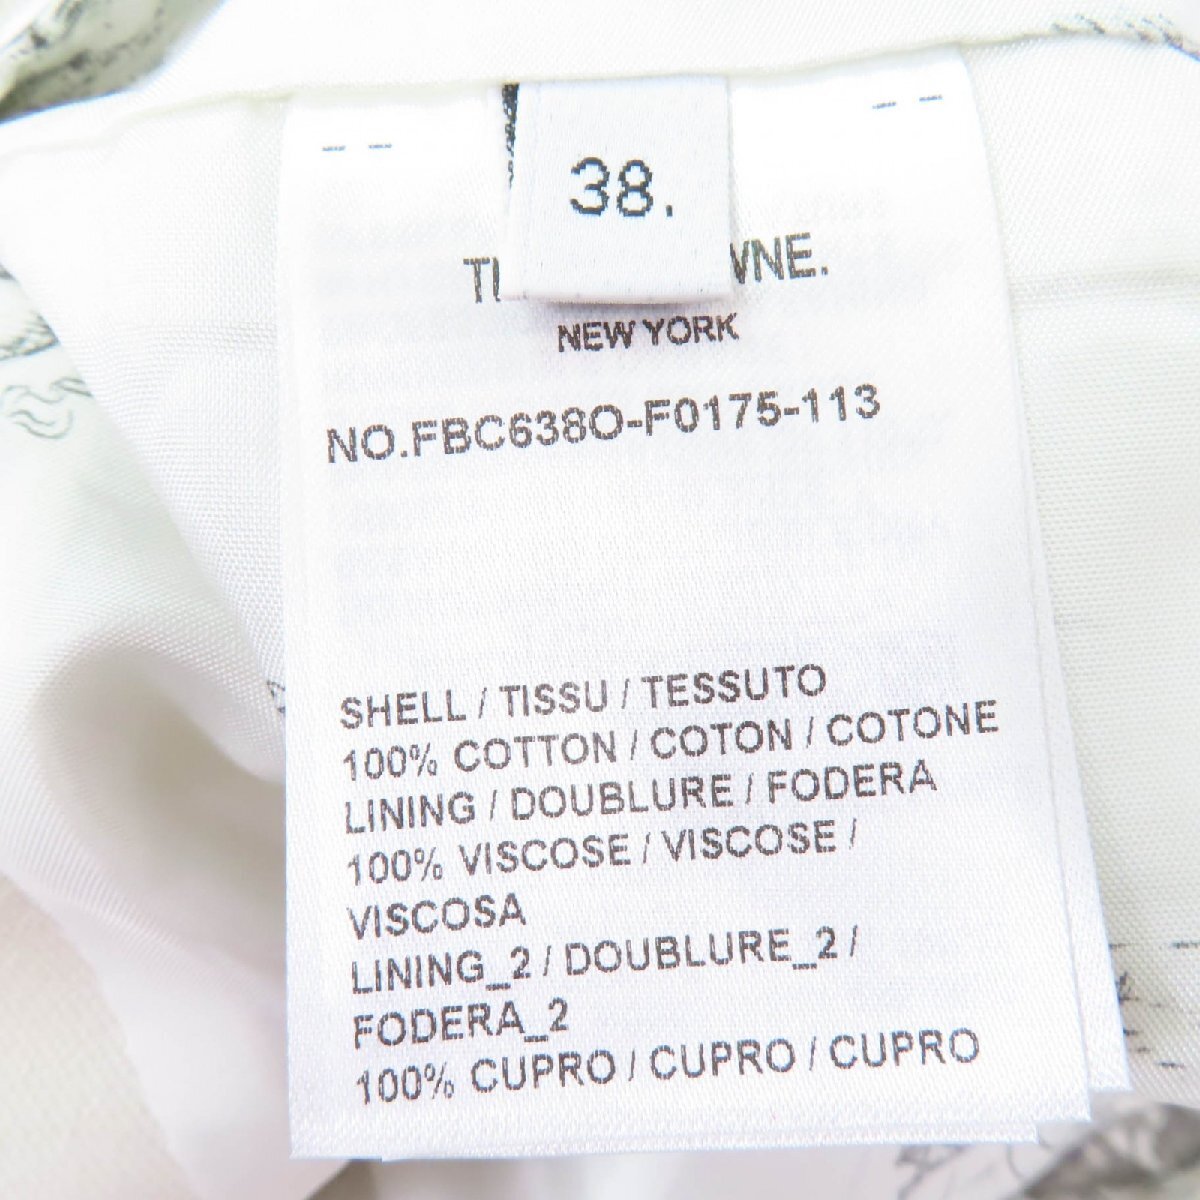 38.
NEW YORK
NO.FBC638O-F0175-113
SHELL / TISSU / TESSUTO
100% COTTON / COTON / COTONE
LINING / DOUBLURE / FODERA
100% VISCOSE / VISCOSE /
VISCOSA
LINING_2 / DOUBLURE_2 /
FODERA_2
100% CUPRO / CUPRO / CUPRO